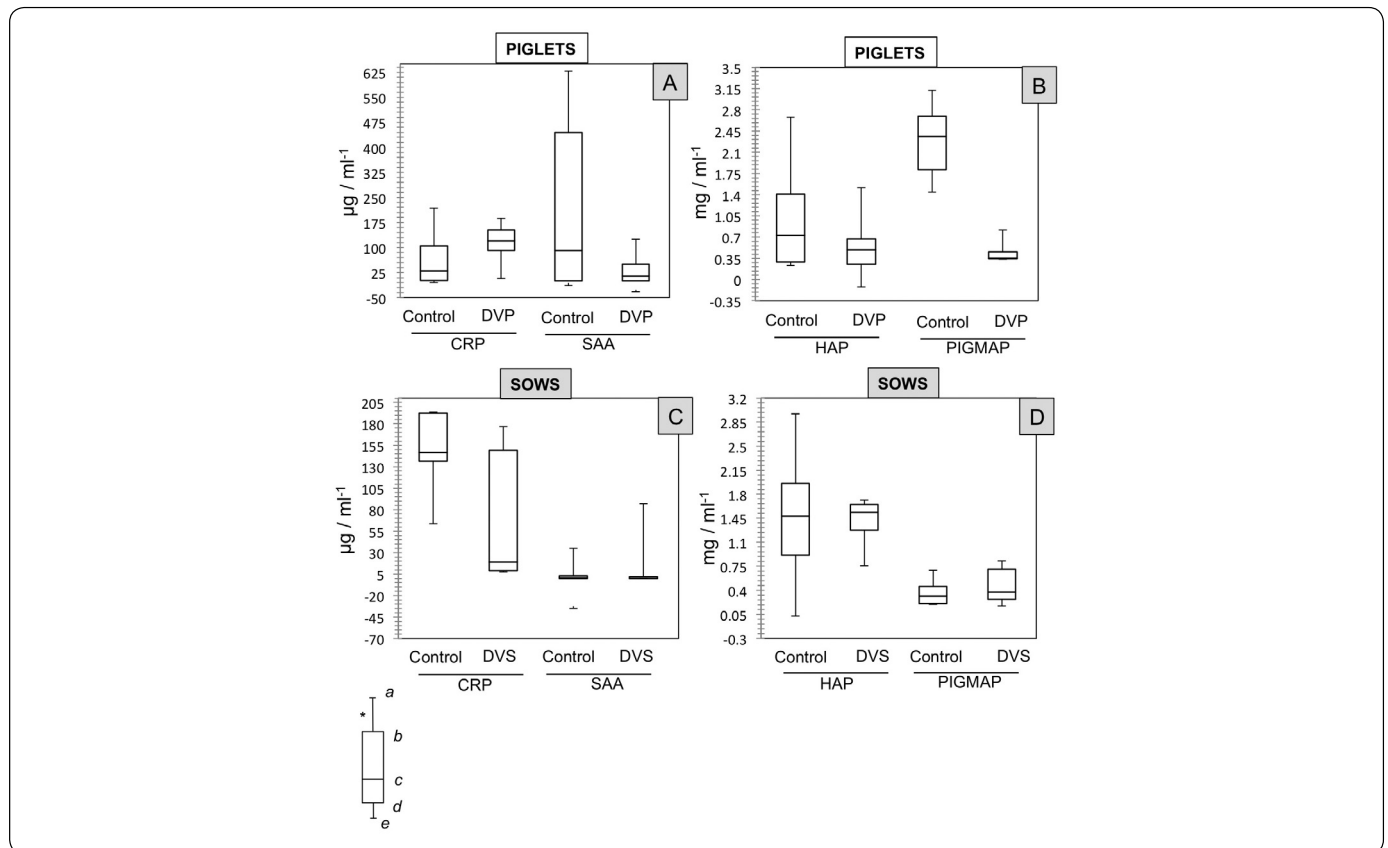 PIGLETS
A
625
550
475
400
325
250
175
100
25
-50
µg / ml-1
Control DVP Control DVP
CRP SAA
PIGLETS
B
3.5
3.15
2.8
2.45
2.1
1.75
1.4
1.05
0.7
0.35
0
-0.35
mg / ml-1
Control DVP Control DVP
HAP PIGMAP
SOWS
C
205
180
155
130
105
80
55
30
5
-20
-45
-70
µg / ml-1
Control DVS Control DVS
CRP SAA
SOWS
D
3.2
2.85
2.5
2.15
1.8
1.45
1.1
0.75
0.4
0.05
-0.3
mg / ml-1
Control DVS Control DVS
HAP PIGMAP
a
*
b
c
d
e